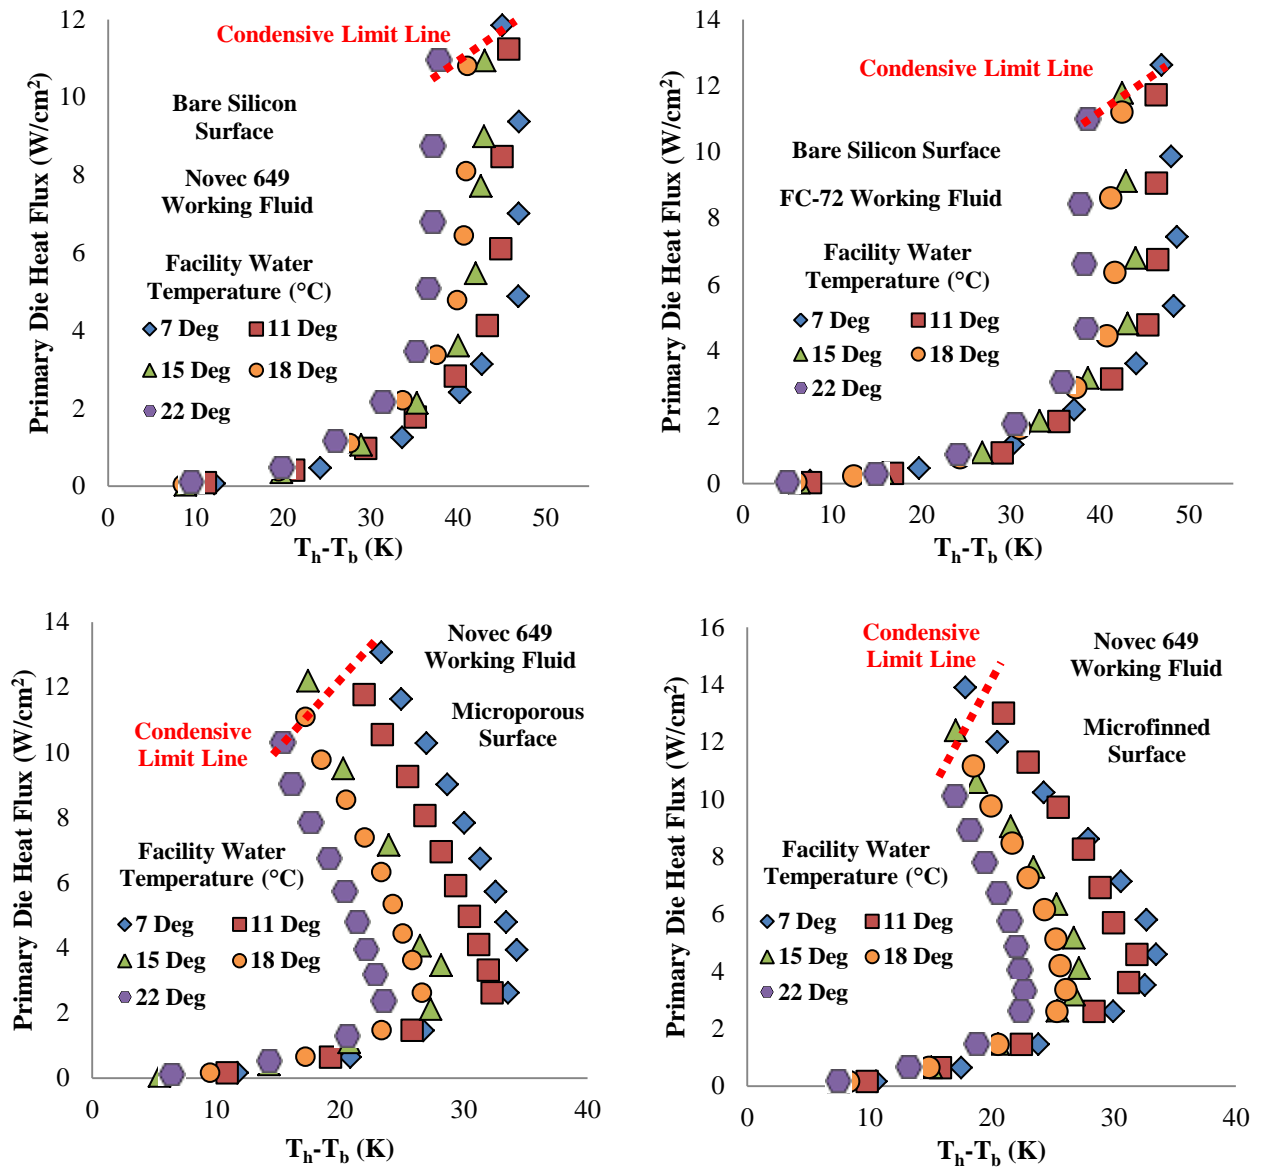 12
10
8
6
4
2
0
Primary Die Heat Flux (W/cm²)
Condensive Limit Line
Bare Silicon
Surface
Novec 649
Working Fluid
Facility Water
Temperature (°C)
7 Deg 11 Deg
15 Deg 18 Deg
22 Deg
0 10 20 30 40 50
Th-Tb (K)
14
12
10
8
6
4
2
0
Primary Die Heat Flux (W/cm²)
Condensive Limit Line
Bare Silicon Surface
FC-72 Working Fluid
Facility Water
Temperature (°C)
7 Deg 11 Deg
15 Deg 18 Deg
22 Deg
0 10 20 30 40 50
Th-Tb (K)
14
12
10
8
6
4
2
0
Primary Die Heat Flux (W/cm²)
Novec 649
Working Fluid
Microporous
Surface
Condensive
Limit Line
Facility Water
Temperature (°C)
7 Deg 11 Deg
15 Deg 18 Deg
22 Deg
0 10 20 30 40
Th-Tb (K)
16
14
12
10
8
6
4
2
0
Primary Die Heat Flux (W/cm²)
Condensive
Limit Line
Novec 649
Working Fluid
Microfinned
Surface
Facility Water
Temperature (°C)
7 Deg 11 Deg
15 Deg 18 Deg
22 Deg
0 10 20 30 40
Th-Tb (K)